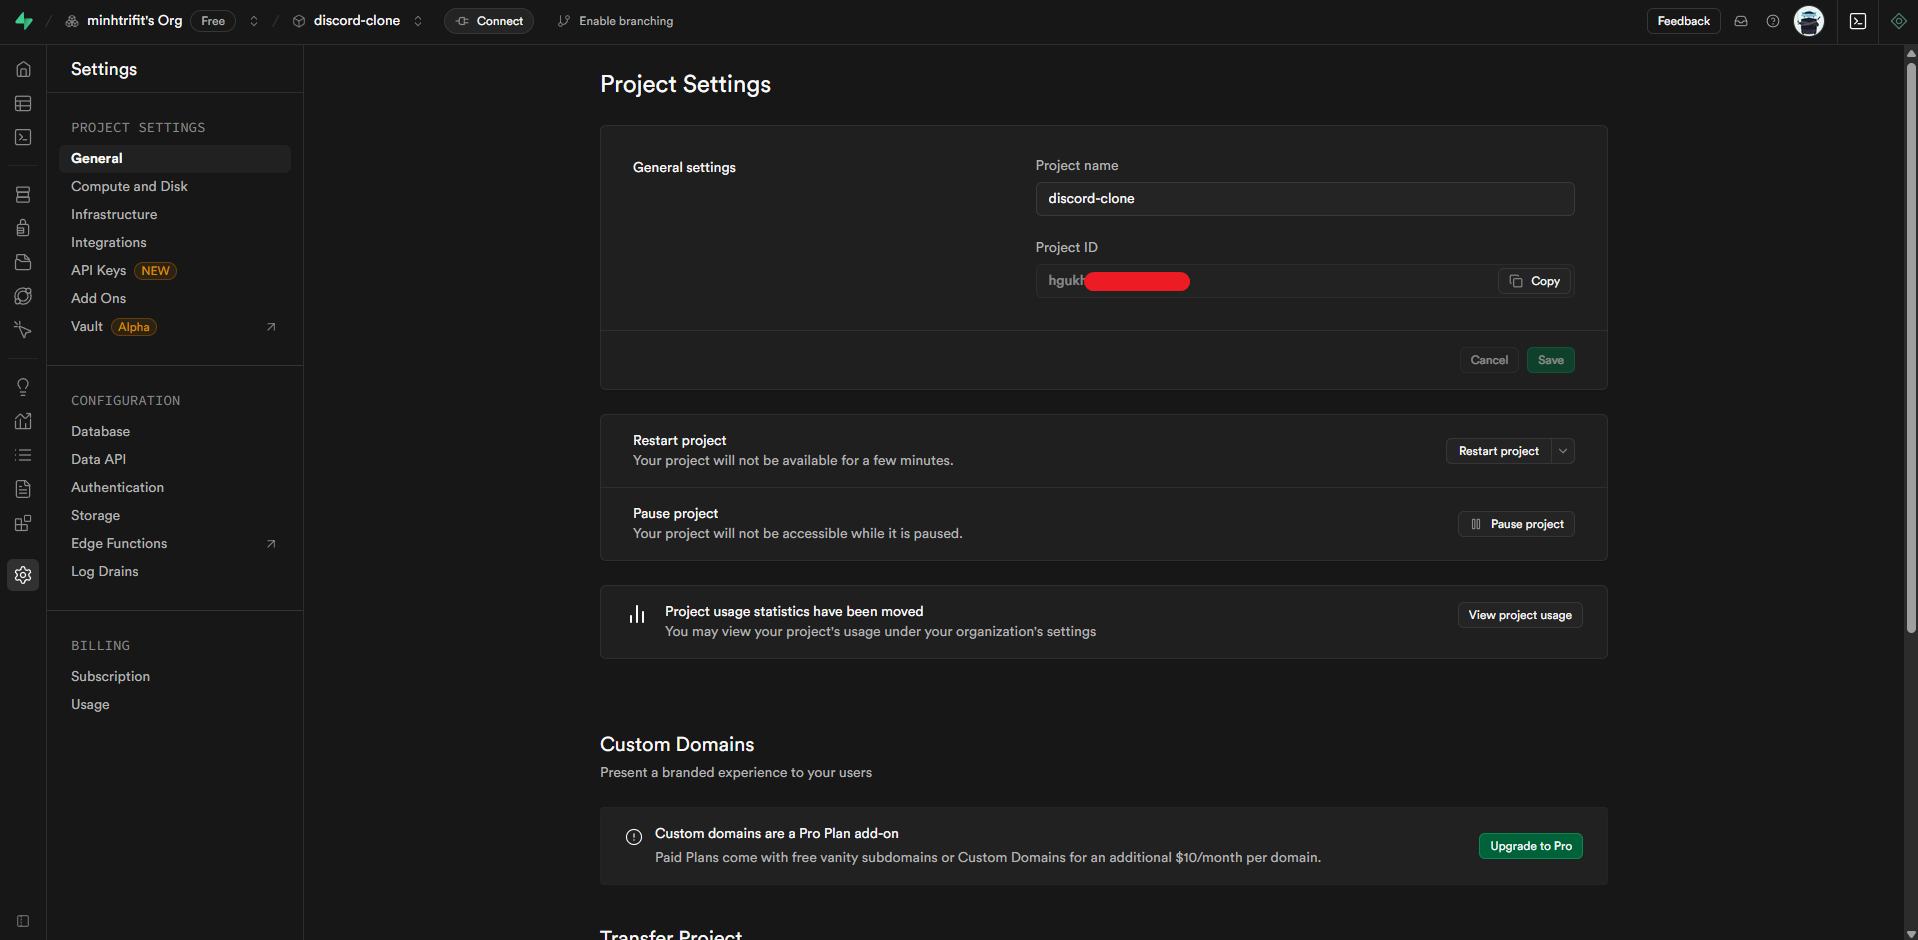 minhtrifit's Org Free discord-clone Connect Enable branching Feedback
Settings
PROJECT SETTINGS
General
Compute and Disk
Infrastructure
Integrations
API Keys NEW
Add Ons
Vault Alpha
CONFIGURATION
Database
Data API
Authentication
Storage
Edge Functions
Log Drains
BILLING
Subscription
Usage
Project Settings
General settings
Project name
discord-clone
Project ID
hgukh
Copy
Cancel Save
Restart project
Your project will not be available for a few minutes.
Restart project
Pause project
Your project will not be accessible while it is paused.
Pause project
Project usage statistics have been moved
You may view your project's usage under your organization's settings
View project usage
Custom Domains
Present a branded experience to your users
Custom domains are a Pro Plan add-on
Paid Plans come with free vanity subdomains or Custom Domains for an additional $10/month per domain.
Upgrade to Pro
Transfer Project